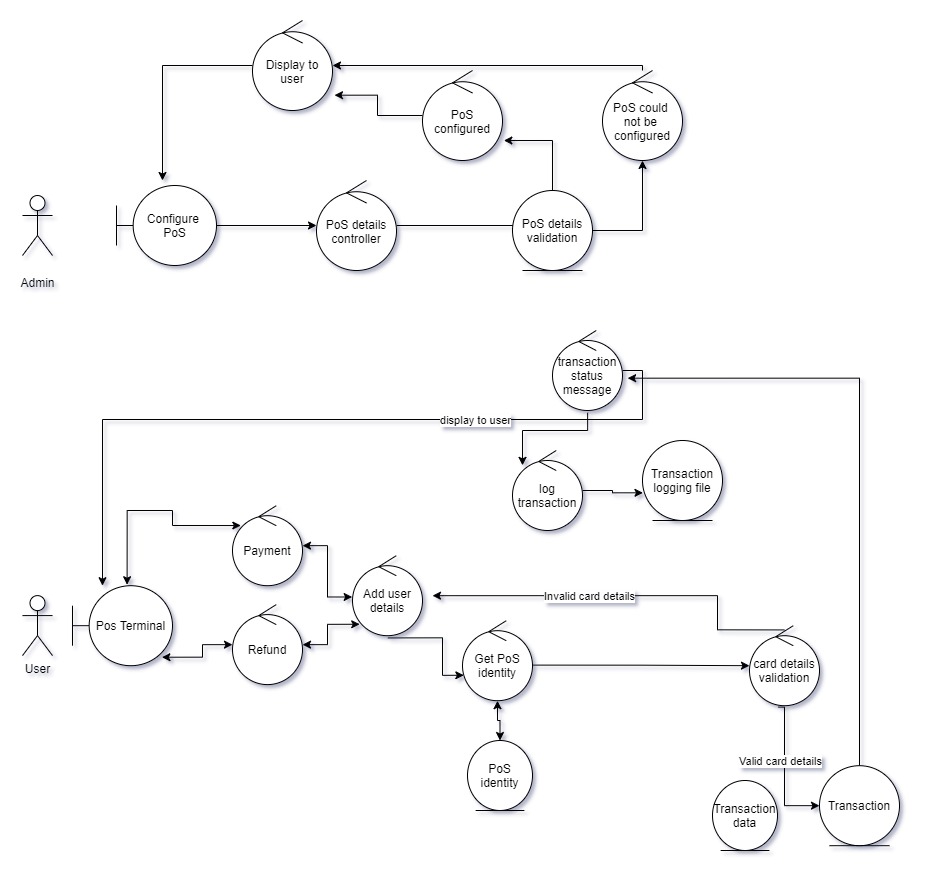 Display to
user
PoS
configured
PoS could
not be
configured
Configure
PoS
PoS details
controller
PoS details
validation
Admin
transaction
status
message
display to user
log
transaction
Transaction
logging file
Payment
Add user
details
Invalid card details
Pos Terminal
Refund
Get PoS
identity
card details
validation
User
PoS
identity
Valid card details
Transaction
data
Transaction